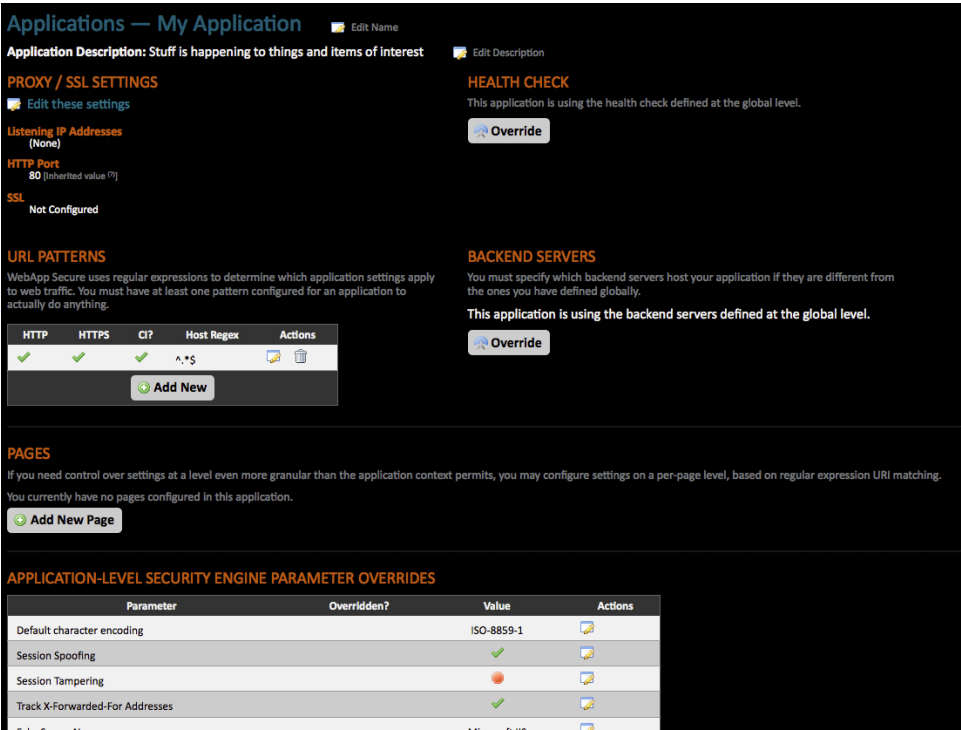 Applications — My Application Edit Name
Application Description: Stuff is happening to things and items of interest Edit Description
PROXY / SSL SETTINGS
Edit these settings
Listening IP Addresses
(None)
HTTP Port
80 [Inherited value (?)]
SSL
Not Configured
HEALTH CHECK
This application is using the health check defined at the global level.
Override
URL PATTERNS
WebApp Secure uses regular expressions to determine which application settings apply
to web traffic. You must have at least one pattern configured for an application to
actually do anything.
HTTP HTTPS CI? Host Regex Actions
^.*$
Add New
BACKEND SERVERS
You must specify which backend servers host your application if they are different from
the ones you have defined globally.
This application is using the backend servers defined at the global level.
Override
PAGES
If you need control over settings at a level even more granular than the application context permits, you may configure settings on a per-page level, based on regular expression URI matching.
You currently have no pages configured in this application.
Add New Page
APPLICATION-LEVEL SECURITY ENGINE PARAMETER OVERRIDES
Parameter Overridden? Value Actions
Default character encoding ISO-8859-1
Session Spoofing
Session Tampering
Track X-Forwarded-For Addresses